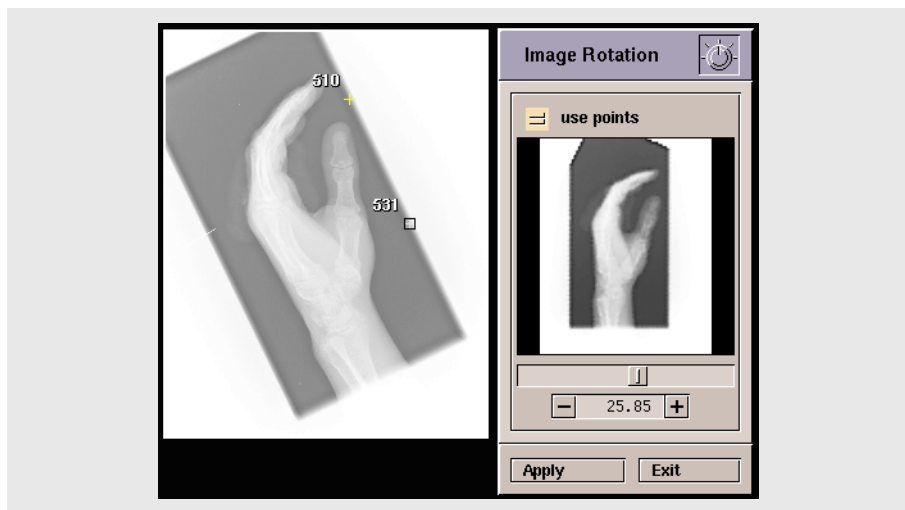 510
531
Image Rotation
use points
25.85
Apply
Exit